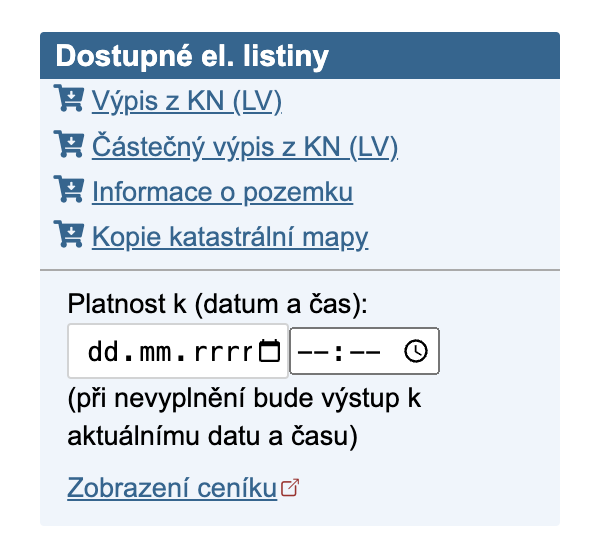 Dostupné el. listiny
Výpis z KN (LV)
Částečný výpis z KN (LV)
Informace o pozemku
Kopie katastrální mapy
Platnost k (datum a čas):
dd.mm.rrrr --:--
(při nevyplnění bude výstup k
aktuálnímu datu a času)
Zobrazení ceníku